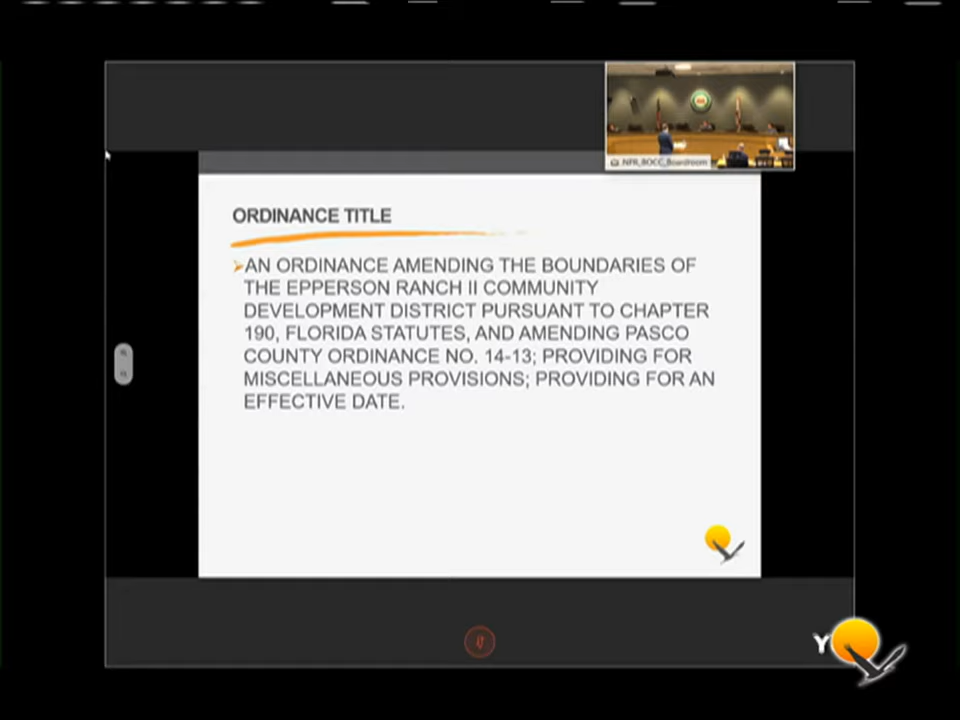 NPR_BOCC_Boardroom
ORDINANCE TITLE
AN ORDINANCE AMENDING THE BOUNDARIES OF
THE EPPERSON RANCH II COMMUNITY
DEVELOPMENT DISTRICT PURSUANT TO CHAPTER
190, FLORIDA STATUTES, AND AMENDING PASCO
COUNTY ORDINANCE NO. 14-13; PROVIDING FOR
MISCELLANEOUS PROVISIONS; PROVIDING FOR AN
EFFECTIVE DATE.
Y